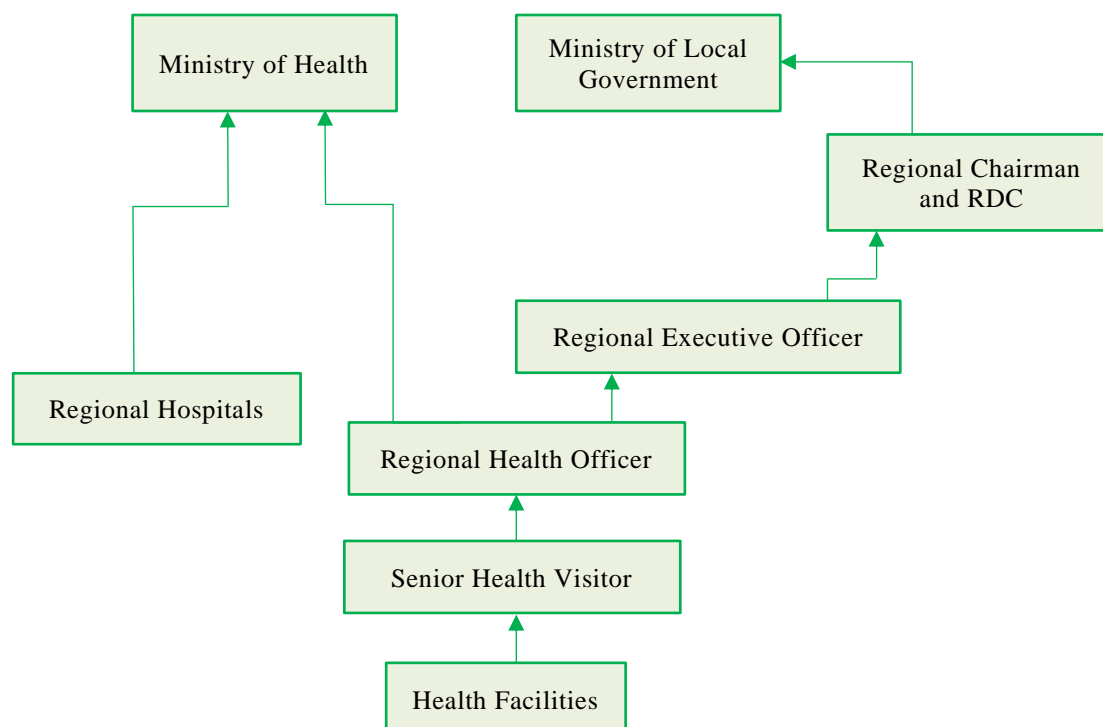 Ministry of Health
Ministry of Local
Government
Regional Chairman
and RDC
Regional Executive Officer
Regional Hospitals
Regional Health Officer
Senior Health Visitor
Health Facilities